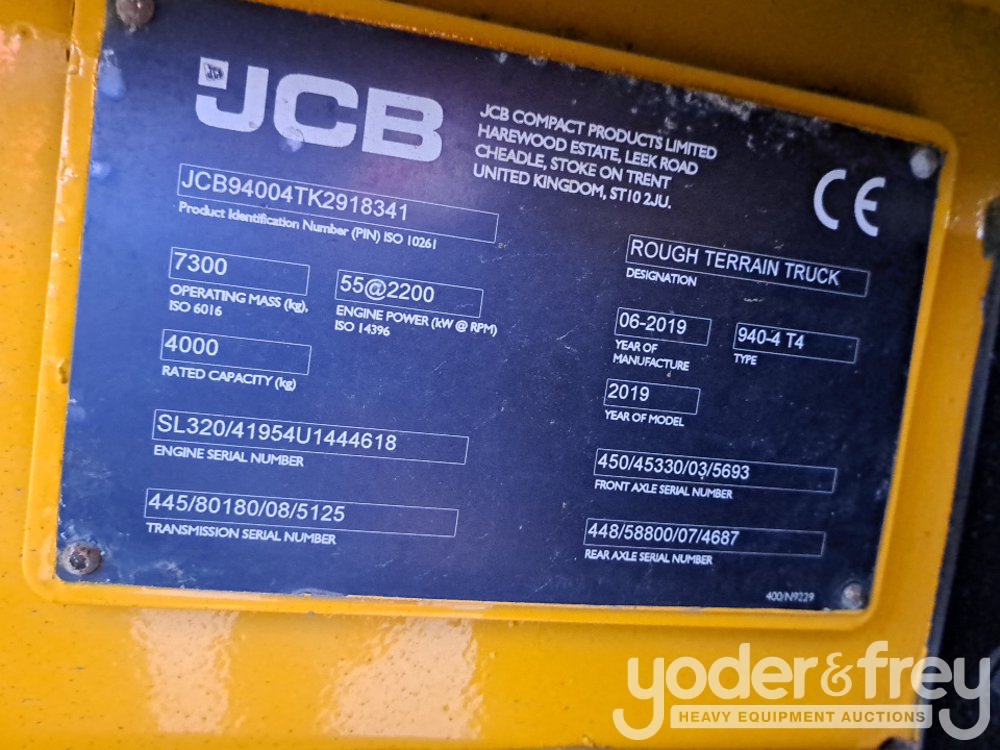 JCB
JCB COMPACT PRODUCTS LIMITED
HAREWOOD ESTATE, LEEK ROAD
CHEADLE, STOKE ON TRENT
UNITED KINGDOM, ST10 2JU.
CE
JCB94004TK2918341
Product Identification Number (PIN) ISO 10261
7300
OPERATING MASS (kg),
ISO 6016
55@2200
ENGINE POWER (kW @ RPM)
ISO 14396
4000
RATED CAPACITY (kg)
SL320/41954U1444618
ENGINE SERIAL NUMBER
445/80180/08/5125
TRANSMISSION SERIAL NUMBER
ROUGH TERRAIN TRUCK
DESIGNATION
06-2019
YEAR OF
MANUFACTURE
940-4 T4
TYPE
2019
YEAR OF MODEL
450/45330/03/5693
FRONT AXLE SERIAL NUMBER
448/58800/07/4687
REAR AXLE SERIAL NUMBER
400/N9229
yoder&frey
HEAVY EQUIPMENT AUCTIONS